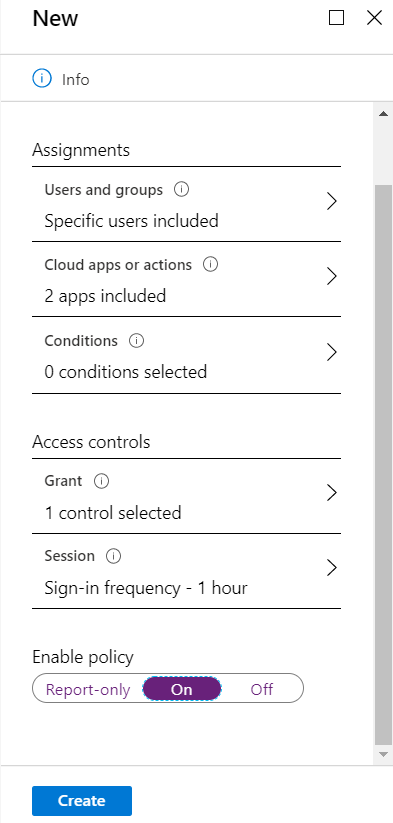 New
Info
Assignments
Users and groups
Specific users included
Cloud apps or actions
2 apps included
Conditions
0 conditions selected
Access controls
Grant
1 control selected
Session
Sign-in frequency - 1 hour
Enable policy
Report-only On Off
Create